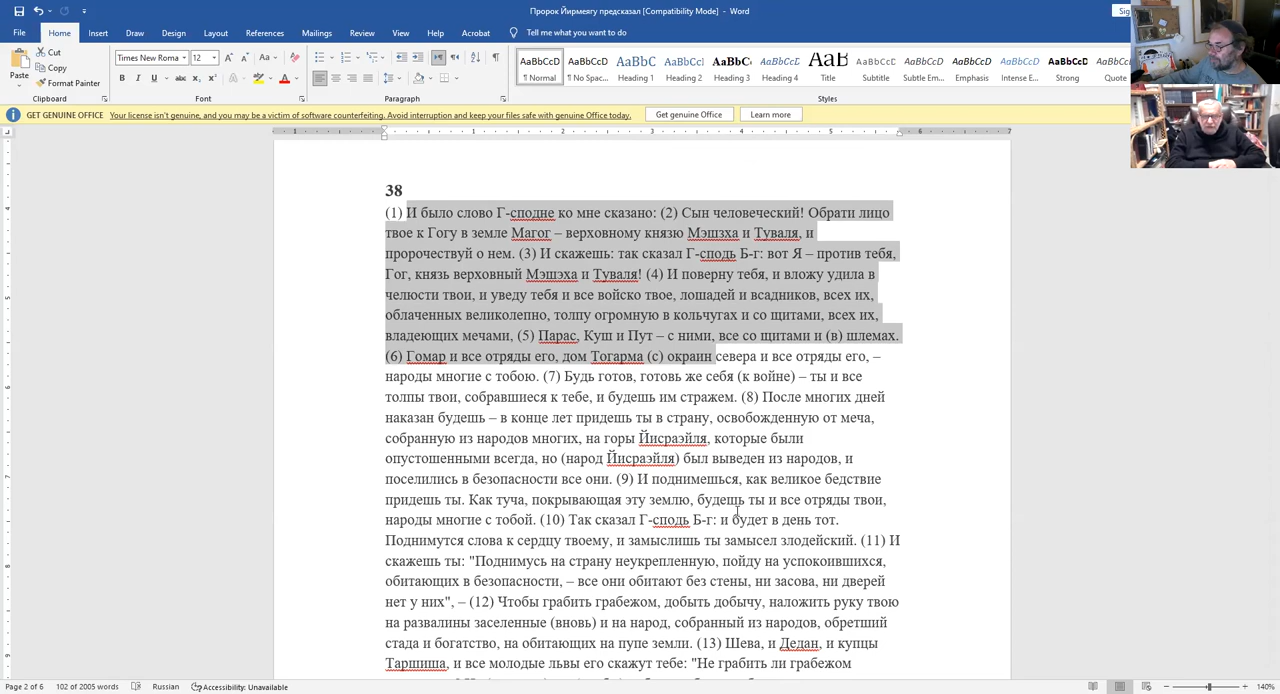 Пророк Йирмеягу предсказал [Compatibility Mode] - Word
File Home Insert Draw Design Layout References Mailings Review View Help Acrobat Tell me what you want to do
Paste Cut Copy Format Painter
Times New Roma 12
AaBbCcD AaBbCcD AaBbC AaBbCcI AaBbC AaBbCcD AaB AaBbCcD AaBbCcD AaBbCcD AaBbCcD AaBbCcD AaBbCcD
¶ Normal ¶ No Spac... Heading 1 Heading 2 Heading 3 Heading 4 Title Subtitle Subtle Em... Emphasis Intense E... Strong Quote
Clipboard Font Paragraph Styles
GET GENUINE OFFICE Your license isn't genuine, and you may be a victim of software counterfeiting. Avoid interruption and keep your files safe with genuine Office today. Get genuine Office Learn more
38
(1) И было слово Г-сподне ко мне сказано: (2) Сын человеческий! Обрати лицо
твое к Гогу в земле Магог – верховному князю Мэшзха и Туваля, и
пророчествуй о нем. (3) И скажешь: так сказал Г-сподь Б-г: вот Я – против тебя,
Гог, князь верховный Мэшэха и Туваля! (4) И поверну тебя, и вложу удила в
челюсти твои, и уведу тебя и все войско твое, лошадей и всадников, всех их,
облаченных великолепно, толпу огромную в кольчугах и со щитами, всех их,
владеющих мечами, (5) Парас, Куш и Пут – с ними, все со щитами и (в) шлемах.
(6) Гомар и все отряды его, дом Тогарма (с) окраин севера и все отряды его, –
народы многие с тобою. (7) Будь готов, готовь же себя (к войне) – ты и все
толпы твои, собравшиеся к тебе, и будешь им стражем. (8) После многих дней
наказан будешь – в конце лет придешь ты в страну, освобожденную от меча,
собранную из народов многих, на горы Йисраэйля, которые были
опустошенными всегда, но (народ Йисраэйля) был выведен из народов, и
поселились в безопасности все они. (9) И поднимешься, как великое бедствие
придешь ты. Как туча, покрывающая эту землю, будешь ты и все отряды твои,
народы многие с тобой. (10) Так сказал Г-сподь Б-г: и будет в день тот.
Поднимутся слова к сердцу твоему, и замыслишь ты замысел злодейский. (11) И
скажешь ты: "Поднимусь на страну неукрепленную, пойду на успокоившихся,
обитающих в безопасности, – все они обитают без стены, ни засова, ни дверей
нет у них", – (12) Чтобы грабить грабежом, добыть добычу, наложить руку твою
на развалины заселенные (вновь) и на народ, собранный из народов, обретший
стада и богатство, на обитающих на пупе земли. (13) Шева, и Дедан, и купцы
Таршиша, и все молодые львы его скажут тебе: "Не грабить ли грабежом
Page 2 of 6 102 of 2005 words Russian Accessibility: Unavailable 140%